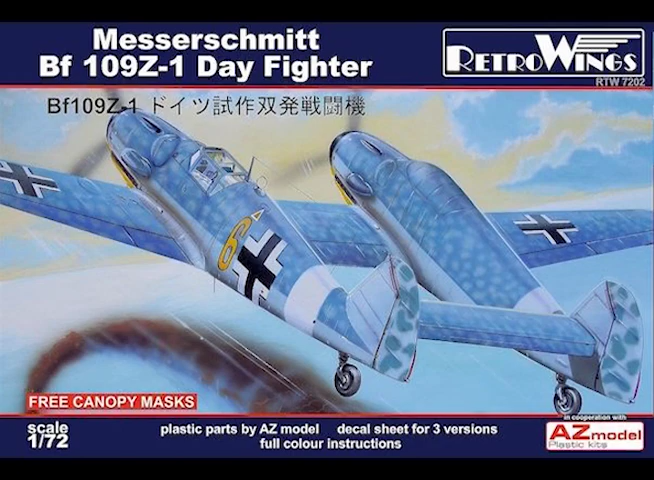 Messerschmitt
Bf 109Z-1 Day Fighter
RETROWINGS
RTW 7202
Bf109Z-1 ドイツ試作双発戦闘機
6
FREE CANOPY MASKS
scale
1/72
plastic parts by AZ model decal sheet for 3 versions
full colour instructions
in cooperation with
AZmodel
Plastic kits